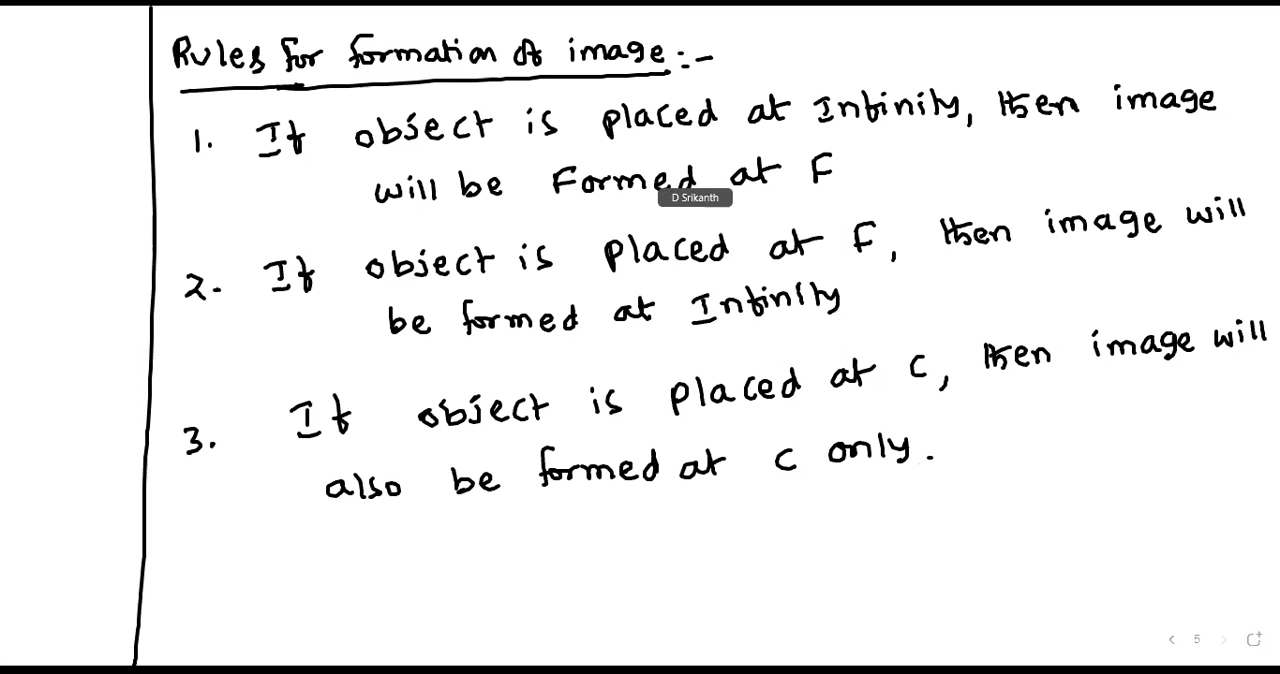 Rules for formation of image :-
1. If object is placed at Infinity, then image
will be Formed at F
D Srikanth
2. If object is placed at F, then image will
be formed at Infinity
3. If object is placed at C, then image will
also be formed at C only.
< 5 >